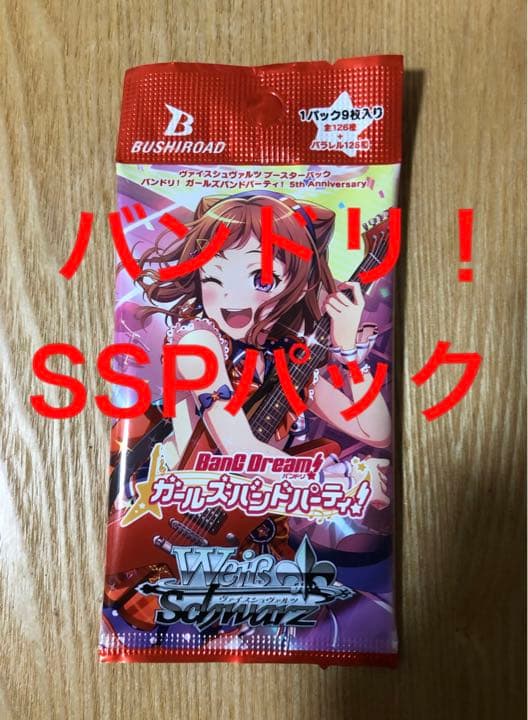 B
BUSHIROAD
1パック9枚入り
全126種
+
パラレル126種
ヴァイスシュヴァルツ ブースターパック
バンドリ! ガールズバンドパーティ! 5th Anniversary
バンドリ!
SSPパック
BanG Dream!
バンドリ
ガールズバンドパーティ!
Weiß
ヴァイスシュヴァルツ
Schwarz